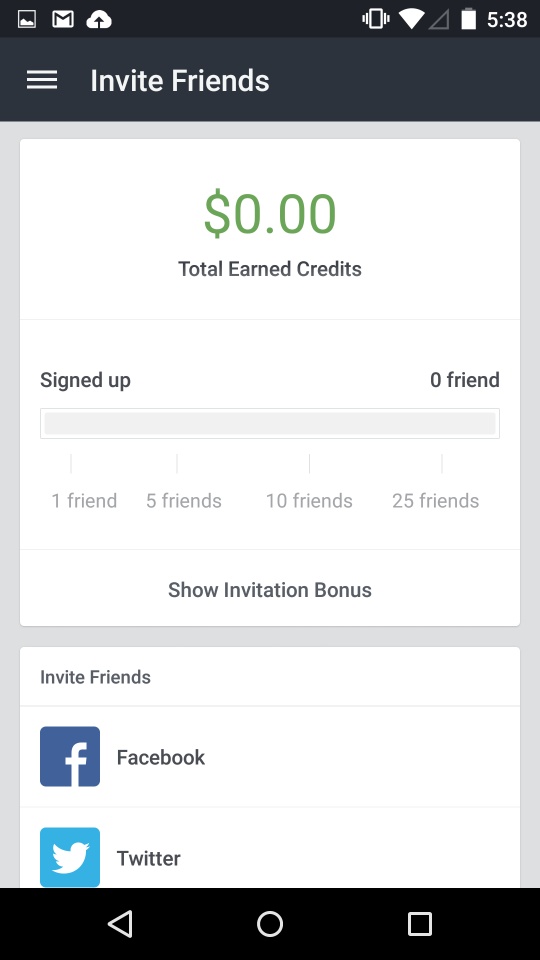 5:38
Invite Friends
$0.00
Total Earned Credits
Signed up 0 friend
1 friend 5 friends 10 friends 25 friends
Show Invitation Bonus
Invite Friends
Facebook
Twitter